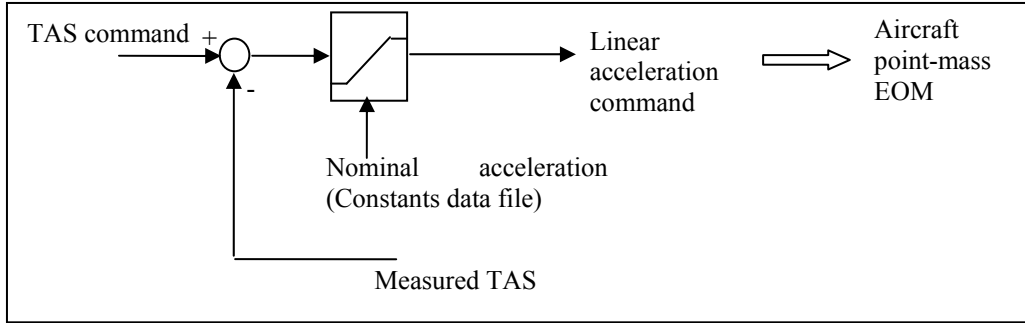 TAS command
+
-
Linear
acceleration
command
Aircraft
point-mass
EOM
Nominal acceleration
(Constants data file)
Measured TAS